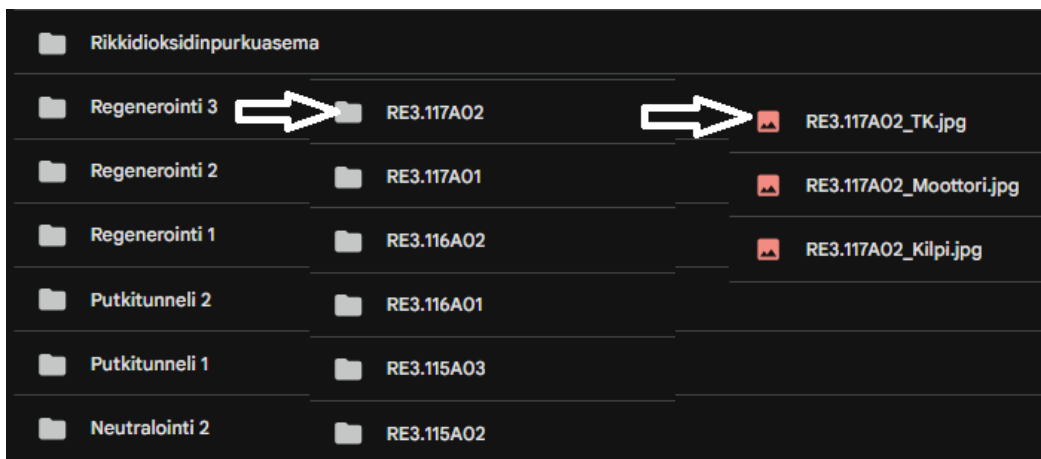 Rikkidioksidinpurkuasema
Regenerointi 3
Regenerointi 2
Regenerointi 1
Putkitunneli 2
Putkitunneli 1
Neutralointi 2
RE3.117A02
RE3.117A01
RE3.116A02
RE3.116A01
RE3.115A03
RE3.115A02
RE3.117A02_TK.jpg
RE3.117A02_Moottori.jpg
RE3.117A02_Kilpi.jpg